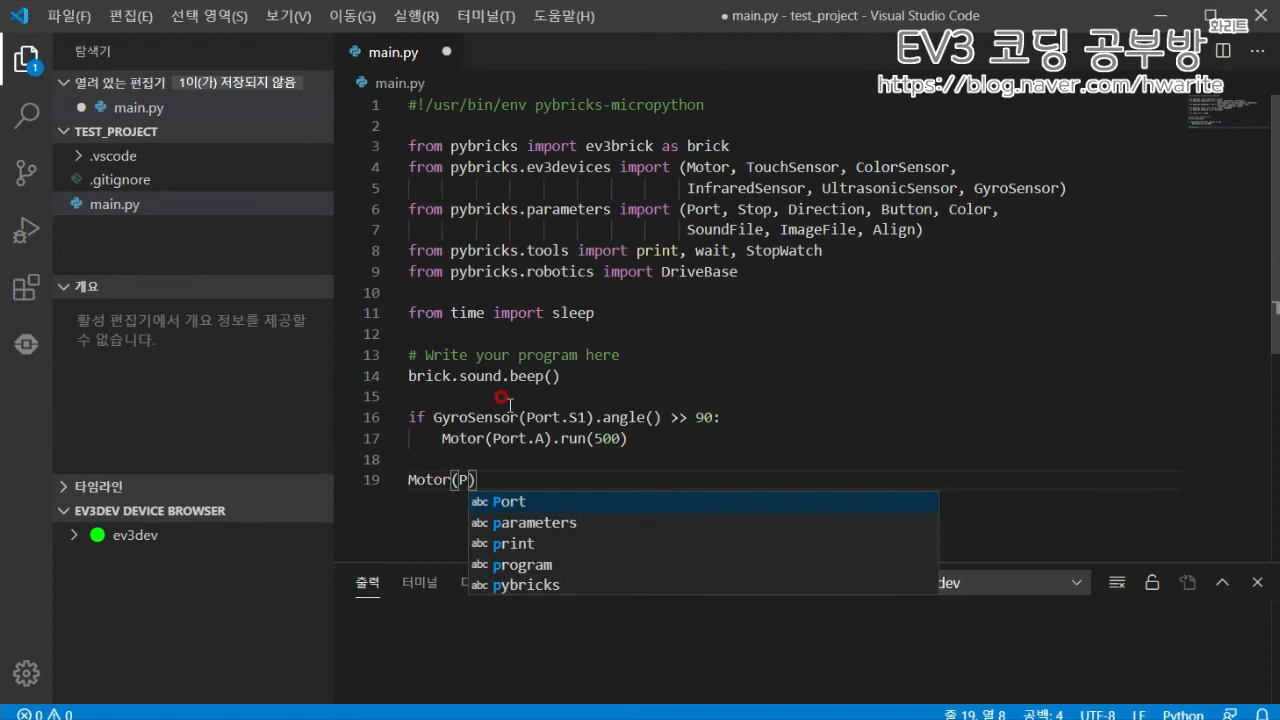 파일(F) 편집(E) 선택 영역(S) 보기(V) 이동(G) 실행(R) 터미널(T) 도움말(H) ● main.py - test_project - Visual Studio Code
화리트
EV3 코딩 공부방
https://blog.naver.com/hwarite
탐색기
1
열려 있는 편집기 1이(가) 저장되지 않음
● main.py
TEST_PROJECT
.vscode
.gitignore
main.py
개요
활성 편집기에서 개요 정보를 제공할
수 없습니다.
타임라인
EV3DEV DEVICE BROWSER
ev3dev
main.py ●
main.py
1 #!/usr/bin/env pybricks-micropython
2
3 from pybricks import ev3brick as brick
4 from pybricks.ev3devices import (Motor, TouchSensor, ColorSensor,
5 InfraredSensor, UltrasonicSensor, GyroSensor)
6 from pybricks.parameters import (Port, Stop, Direction, Button, Color,
7 SoundFile, ImageFile, Align)
8 from pybricks.tools import print, wait, StopWatch
9 from pybricks.robotics import DriveBase
10
11 from time import sleep
12
13 # Write your program here
14 brick.sound.beep()
15
16 if GyroSensor(Port.S1).angle() >> 90:
17 Motor(Port.A).run(500)
18
19 Motor(P)
abc Port
abc parameters
abc print
abc program
abc pybricks
출력 터미널 dev
0 0 줄 19, 열 8 공백: 4 UTF-8 LF Python